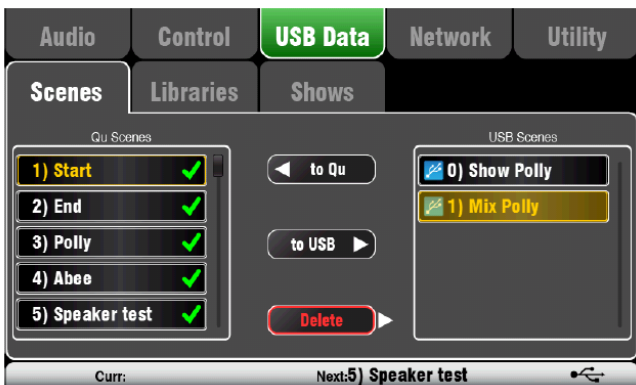 Audio Control USB Data Network Utility
Scenes Libraries Shows
Qu Scenes USB Scenes
1) Start to Qu 0) Show Polly
2) End 1) Mix Polly
3) Polly to USB
4) Abee
5) Speaker test Delete
Curr: Next:5) Speaker test